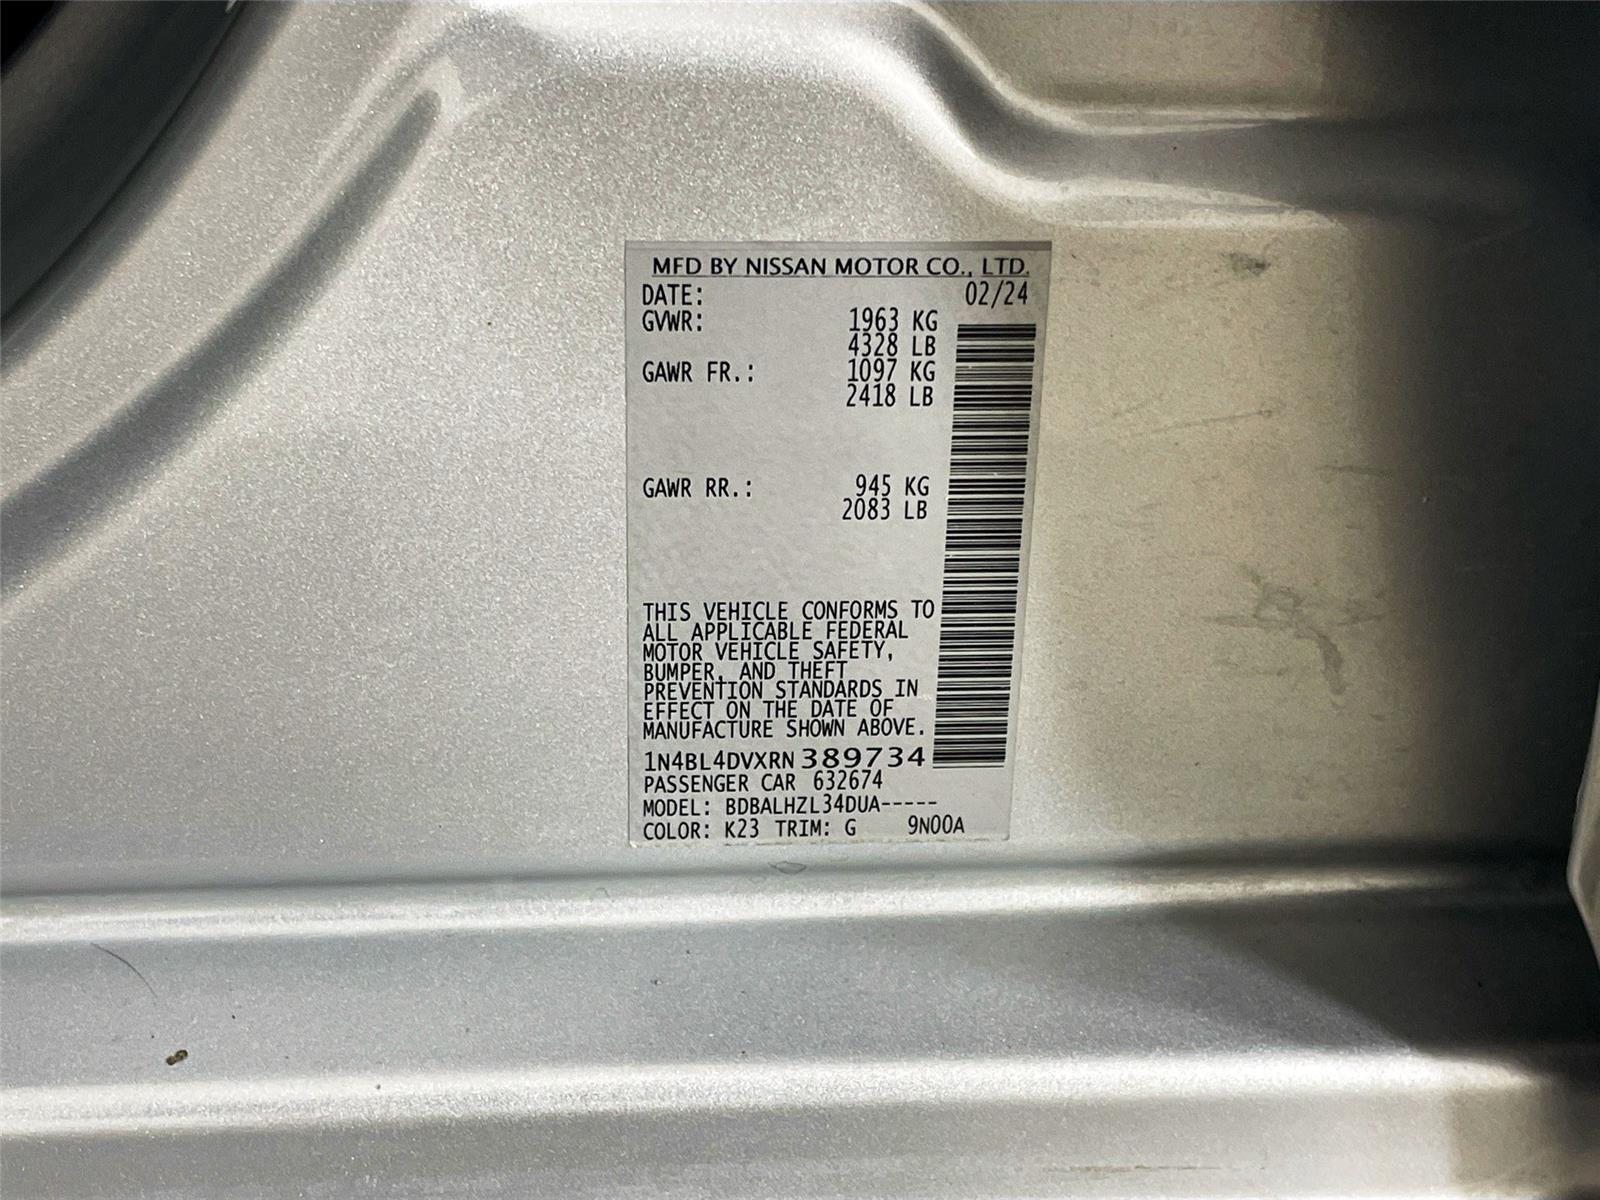 MFD BY NISSAN MOTOR CO., LTD.
DATE: 02/24
GVWR: 1963 KG
4328 LB
GAWR FR.: 1097 KG
2418 LB
GAWR RR.: 945 KG
2083 LB
THIS VEHICLE CONFORMS TO
ALL APPLICABLE FEDERAL
MOTOR VEHICLE SAFETY,
BUMPER, AND THEFT
PREVENTION STANDARDS IN
EFFECT ON THE DATE OF
MANUFACTURE SHOWN ABOVE.
1N4BL4DVXRN389734
PASSENGER CAR 632674
MODEL: BDBALHZL34DUA-----
COLOR: K23 TRIM: G 9N00A